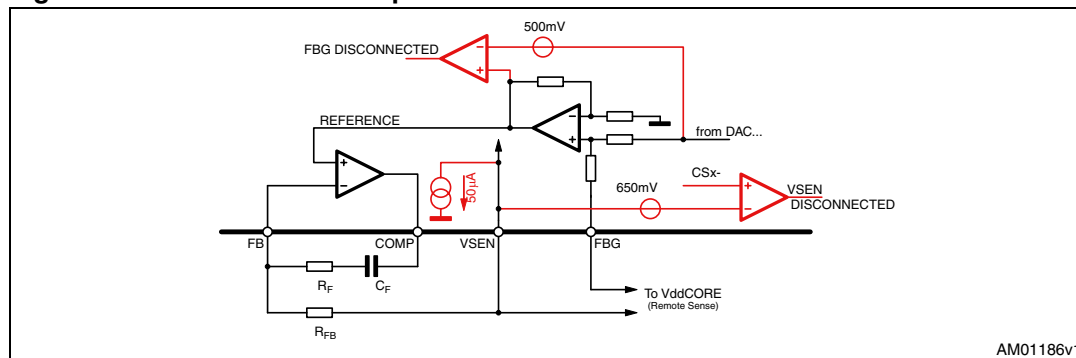 500mV
FBG DISCONNECTED
REFERENCE
from DAC...
CSx-
50µA
650mV
VSEN
DISCONNECTED
FB
COMP
VSEN
FBG
RF
CF
To VddCORE
(Remote Sense)
RFB
AM01186v1